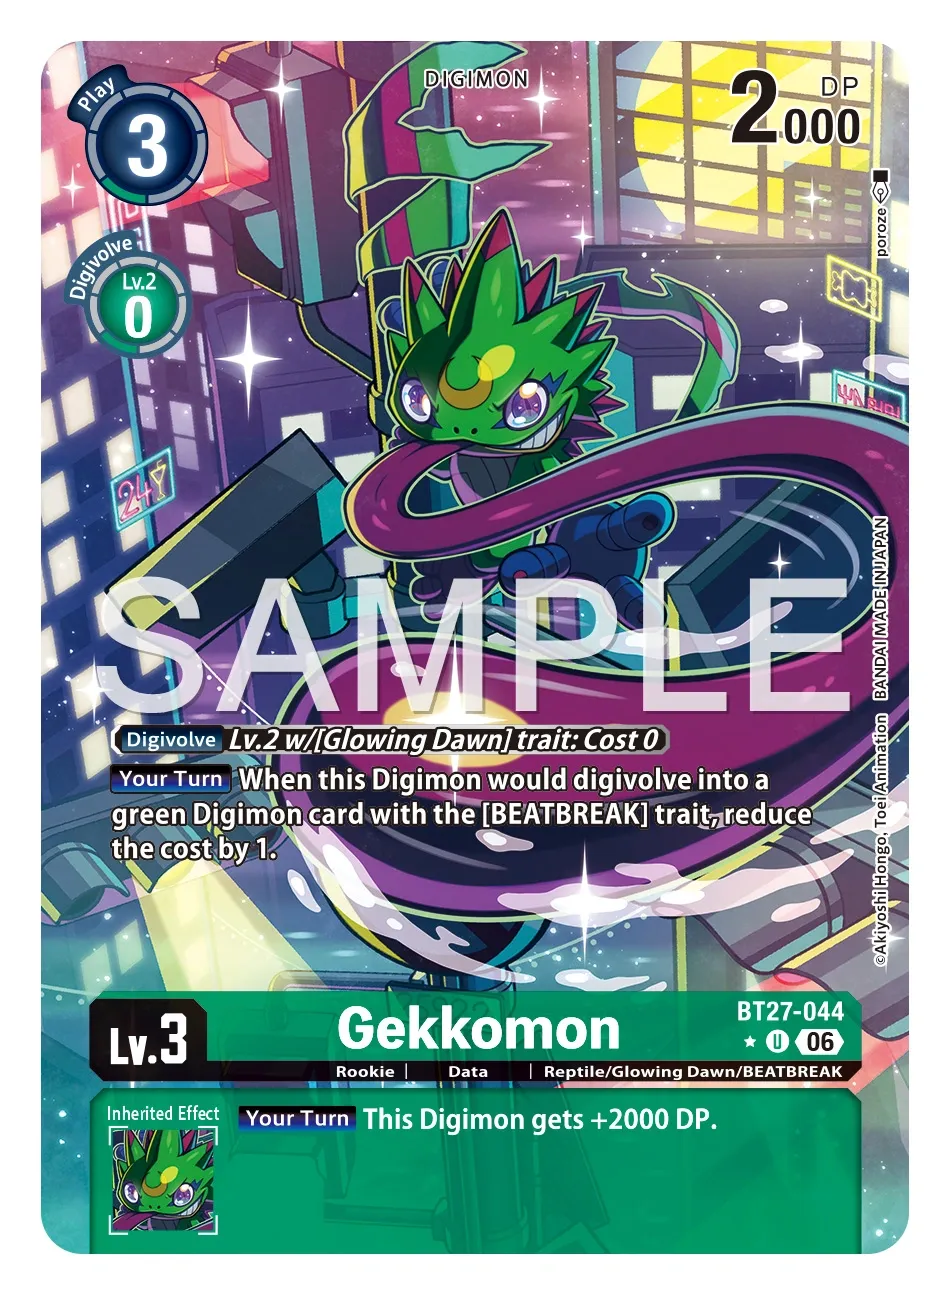 DIGIMON
Play
3
2000
DP
Digivolve
Lv.2
0
poroze
24
SAMPLE
Digivolve Lv.2 w/[Glowing Dawn] trait: Cost 0
Your Turn When this Digimon would digivolve into a
green Digimon card with the [BEATBREAK] trait, reduce
the cost by 1.
©Akiyoshi Hongo, Toei Animation BANDAI MADE IN JAPAN
Lv.3
Gekkomon
BT27-044
U 06
Rookie | Data | Reptile/Glowing Dawn/BEATBREAK
Inherited Effect
Your Turn This Digimon gets +2000 DP.